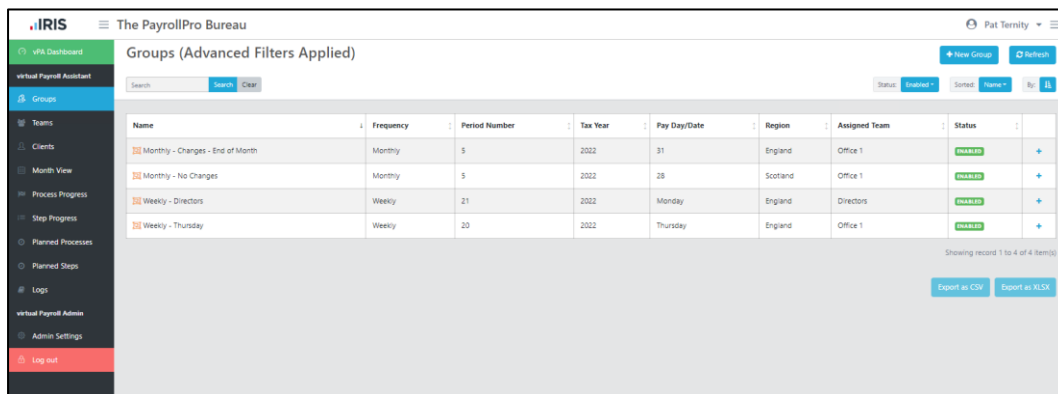 IRIS The PayrollPro Bureau Pat Ternity
vPA Dashboard
Groups (Advanced Filters Applied)
New Group Refresh
virtual Payroll Assistant
Search Search Clear Status: Enabled Sorted: Name By:
Groups
Teams
Clients
Month View
Process Progress
Step Progress
Planned Processes
Planned Steps
Logs
virtual Payroll Admin
Admin Settings
Log out
Name Frequency Period Number Tax Year Pay Day/Date Region Assigned Team Status
Monthly - Changes - End of Month Monthly 5 2022 31 England Office 1 ENABLED +
Monthly - No Changes Monthly 5 2022 28 Scotland Office 1 ENABLED +
Weekly - Directors Weekly 21 2022 Monday England Directors ENABLED +
Weekly - Thursday Weekly 20 2022 Thursday England Office 1 ENABLED +
Showing record 1 to 4 of 4 item(s)
Export as CSV Export as XLSX